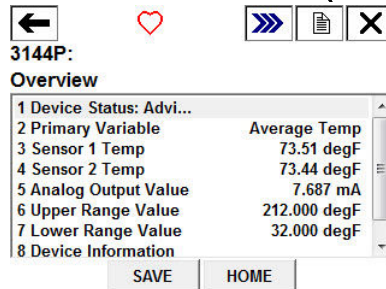 3144P:
Overview
1 Device Status: Advi...
2 Primary Variable Average Temp
3 Sensor 1 Temp 73.51 degF
4 Sensor 2 Temp 73.44 degF
5 Analog Output Value 7.687 mA
6 Upper Range Value 212.000 degF
7 Lower Range Value 32.000 degF
8 Device Information
SAVE HOME